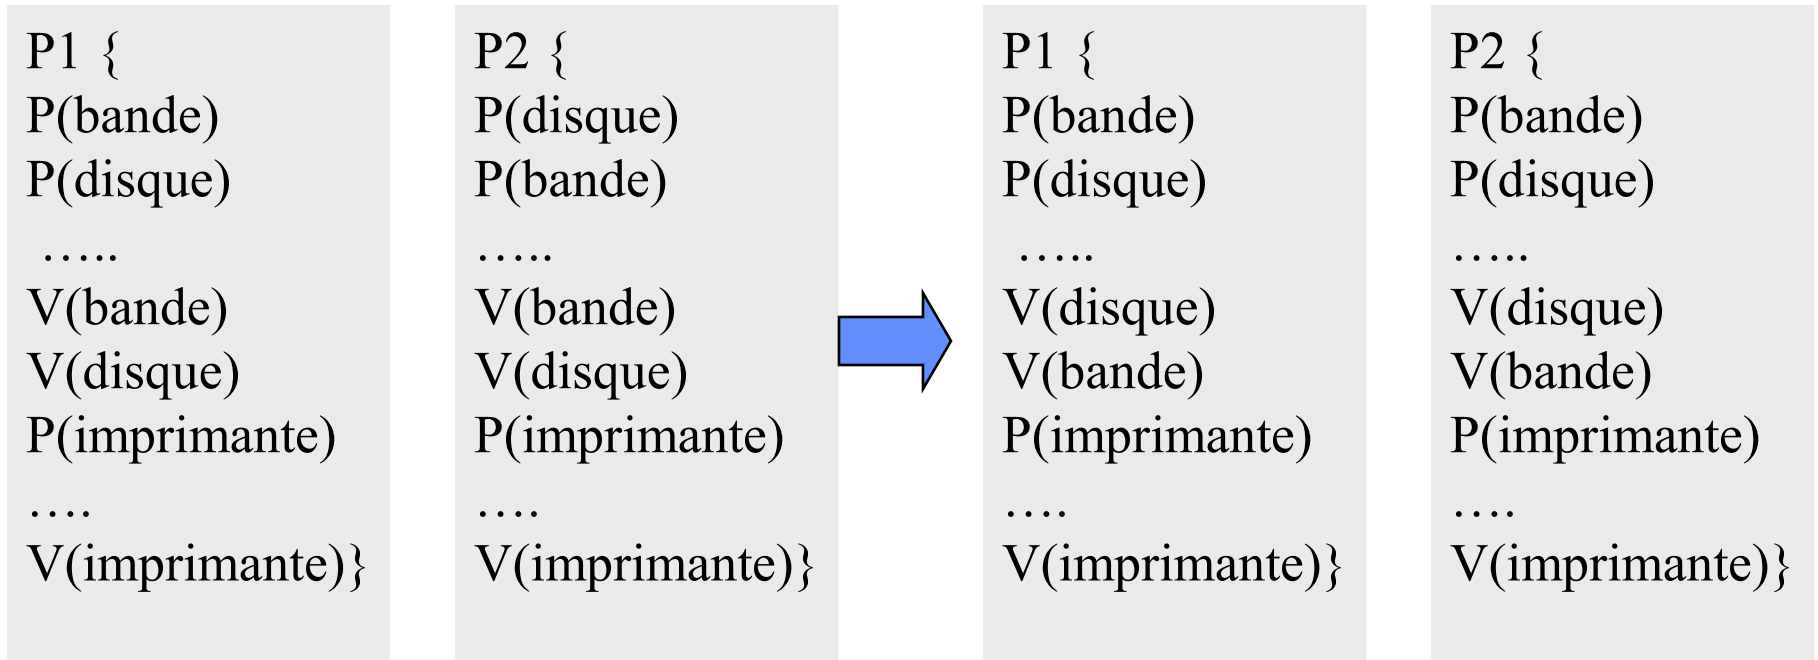 P1 {
P(bande)
P(disque)
…..
V(bande)
V(disque)
P(imprimante)
….
V(imprimante)}
P2 {
P(disque)
P(bande)
…..
V(bande)
V(disque)
P(imprimante)
….
V(imprimante)}
P1 {
P(bande)
P(disque)
…..
V(disque)
V(bande)
P(imprimante)
….
V(imprimante)}
P2 {
P(bande)
P(disque)
…..
V(disque)
V(bande)
P(imprimante)
….
V(imprimante)}